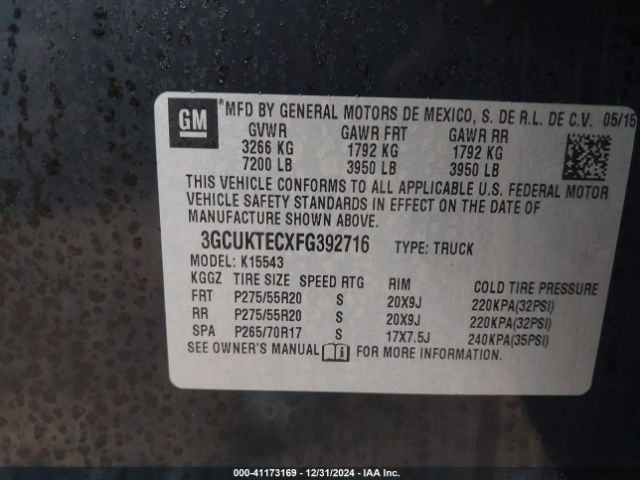 GM *MFD BY GENERAL MOTORS DE MEXICO, S. DE R.L. DE C.V. 05/15
GVWR GAWR FRT GAWR RR
3266 KG 1792 KG 1792 KG
7200 LB 3950 LB 3950 LB
THIS VEHICLE CONFORMS TO ALL APPLICABLE U.S. FEDERAL MOTOR
VEHICLE SAFETY STANDARDS IN EFFECT ON THE DATE OF
MANUFACTURE SHOWN ABOVE.
3GCUKTECXFG392716 TYPE: TRUCK
MODEL: K15543
KGGZ TIRE SIZE SPEED RTG RIM COLD TIRE PRESSURE
FRT P275/55R20 S 20X9J 220KPA(32PSI)
RR P275/55R20 S 20X9J 220KPA(32PSI)
SPA P265/70R17 S 17X7.5J 240KPA(35PSI)
SEE OWNER'S MANUAL FOR MORE INFORMATION.
000-41173169 - 12/31/2024 - IAA Inc.